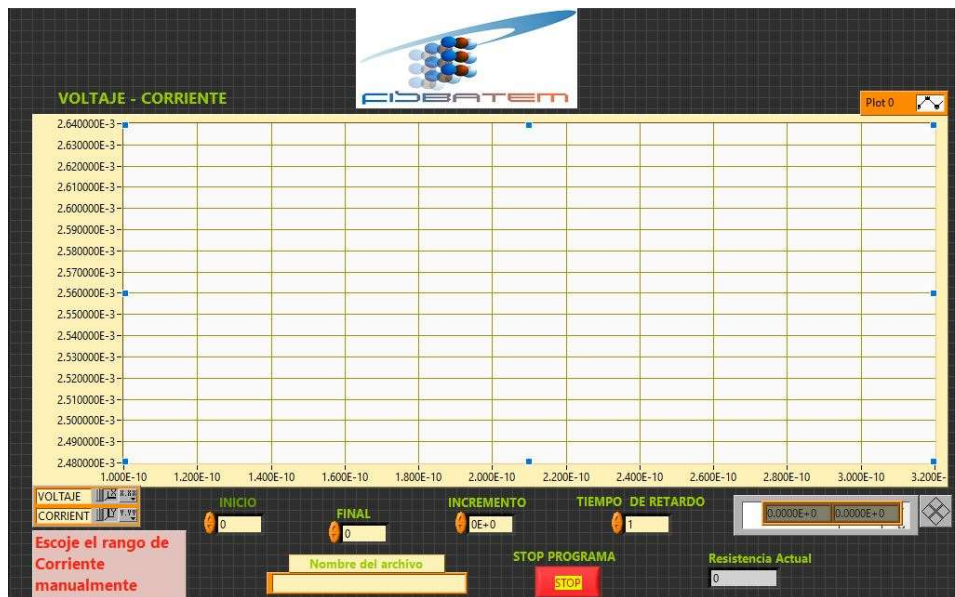 FISBATEM
VOLTAJE - CORRIENTE
Plot 0
2.640000E-3
2.630000E-3
2.620000E-3
2.610000E-3
2.600000E-3
2.590000E-3
2.580000E-3
2.570000E-3
2.560000E-3
2.550000E-3
2.540000E-3
2.530000E-3
2.520000E-3
2.510000E-3
2.500000E-3
2.490000E-3
2.480000E-3
1.000E-10 1.200E-10 1.400E-10 1.600E-10 1.800E-10 2.000E-10 2.200E-10 2.400E-10 2.600E-10 2.800E-10 3.000E-10 3.200E-
VOLTAJE
CORRIENT
INICIO
0
FINAL
0
INCREMENTO
0E+0
TIEMPO DE RETARDO
1
0.0000E+0 0.0000E+0
Escoje el rango de
Corriente
manualmente
Nombre del archivo
STOP PROGRAMA
STOP
Resistencia Actual
0